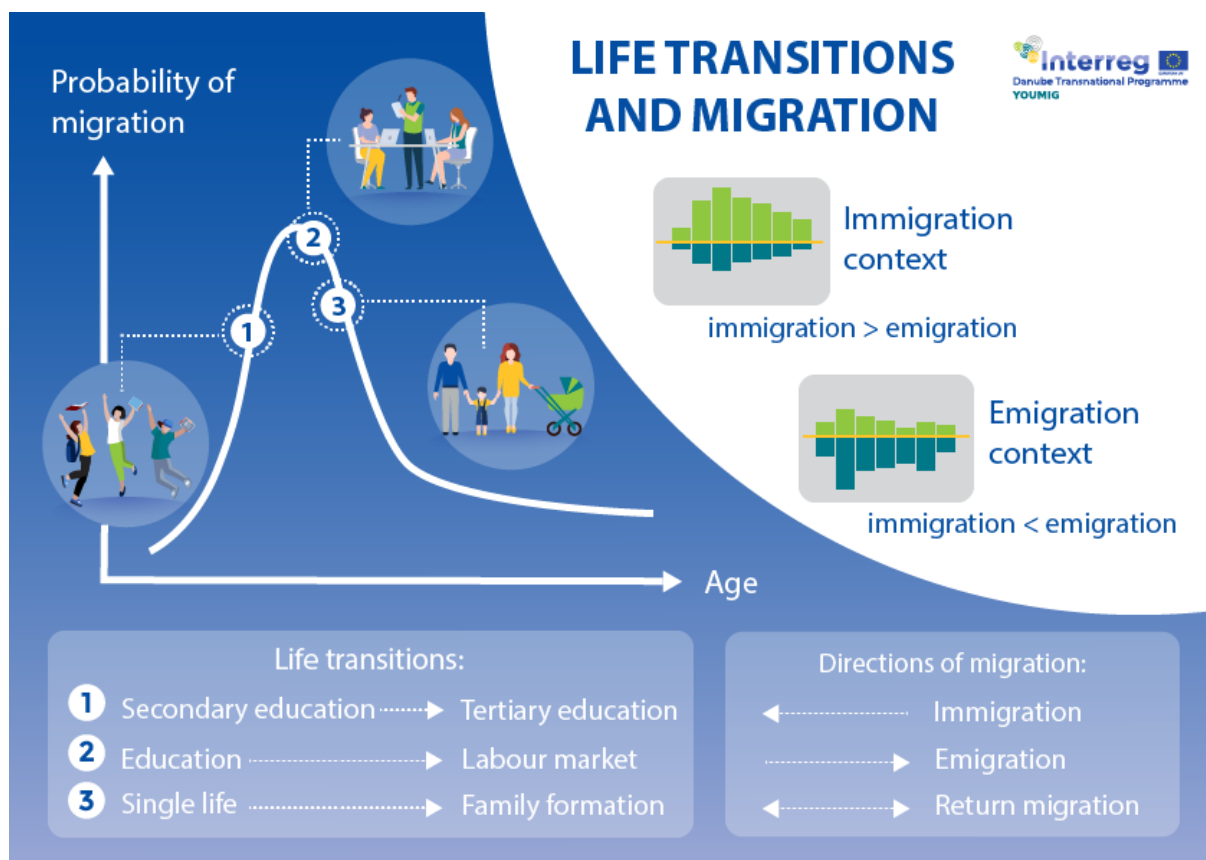 LIFE TRANSITIONS
AND MIGRATION
Interreg
Danube Transnational Programme
YOUMIG
Probability of
migration
1
2
3
Age
Immigration
context
immigration > emigration
Emigration
context
immigration < emigration
Life transitions:
1 Secondary education Tertiary education
2 Education Labour market
3 Single life Family formation
Directions of migration:
Immigration
Emigration
Return migration